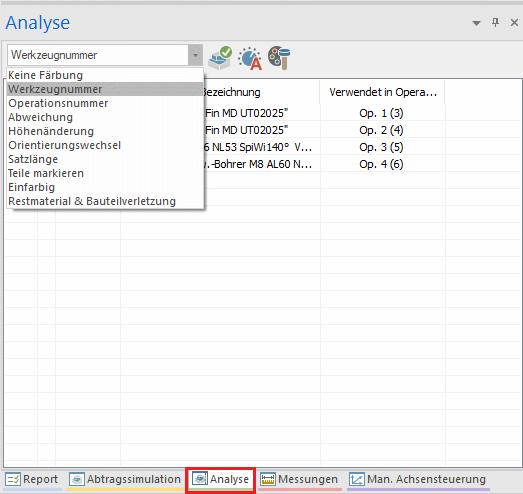 Analyse
Werkzeugnummer
Keine Färbung
Werkzeugnummer
Operationsnummer
Abweichung
Höhenänderung
Orientierungswechsel
Satzlänge
Teile markieren
Einfarbig
Restmaterial & Bauteilverletzung
Bezeichnung Verwendet in Opera...
Fin MD UT02025" Op. 1 (3)
Fin MD UT02025" Op. 2 (4)
6 NL53 SpiWi140° V... Op. 3 (5)
.-Bohrer M8 AL60 N... Op. 4 (6)
Report Abtragssimulation Analyse Messungen Man. Achsensteuerung